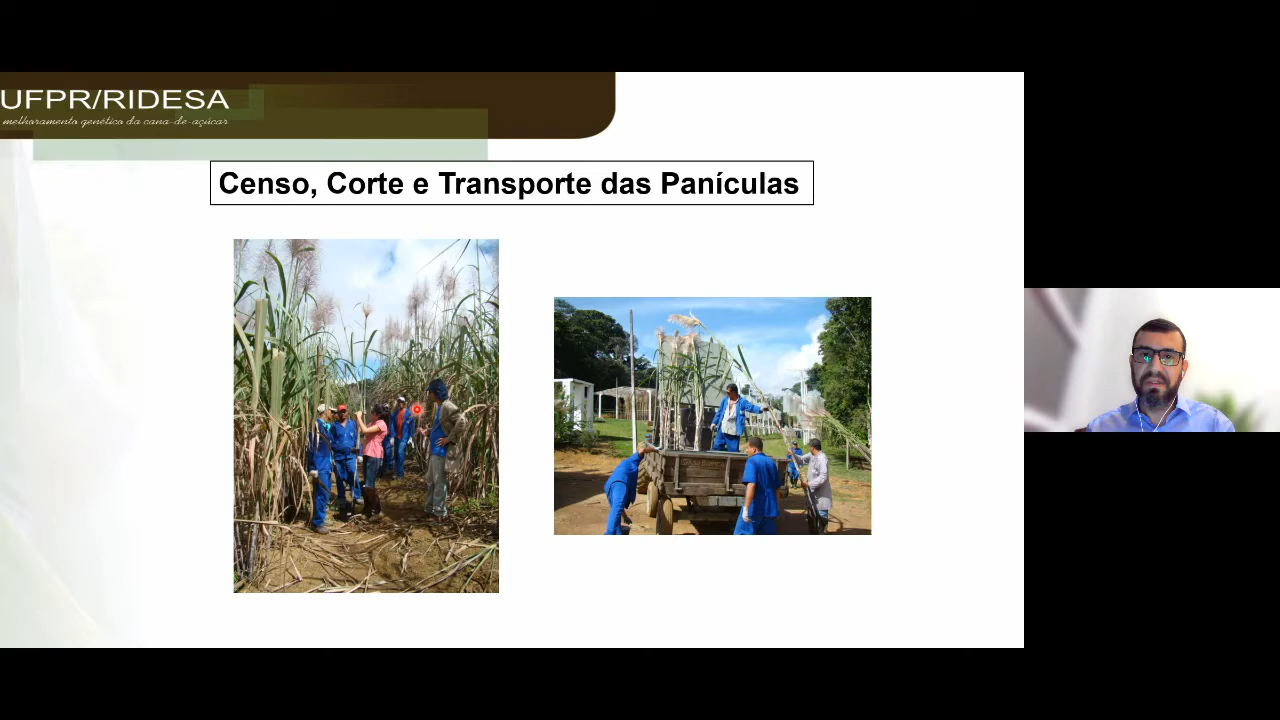 UFPR/RIDESA
melhoramento genético da cana-de-açúcar
Censo, Corte e Transporte das Panículas